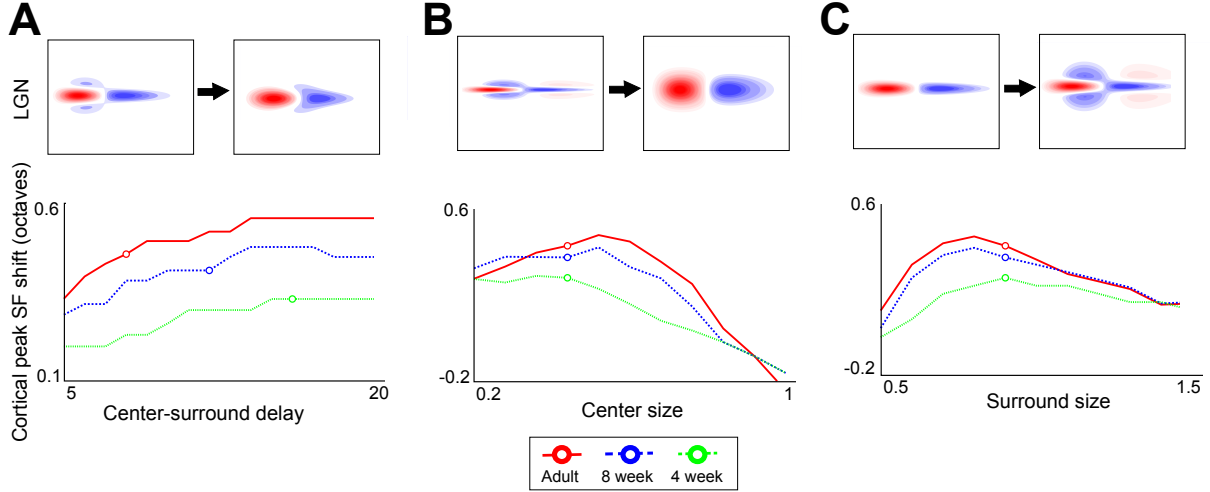 A
B
C
LGN
Cortical peak SF shift (octaves)
0.6
0.1
5
20
Center-surround delay
0.6
-0.2
0.2
1
Center size
0.6
-0.2
0.5
1.5
Surround size
Adult
8 week
4 week